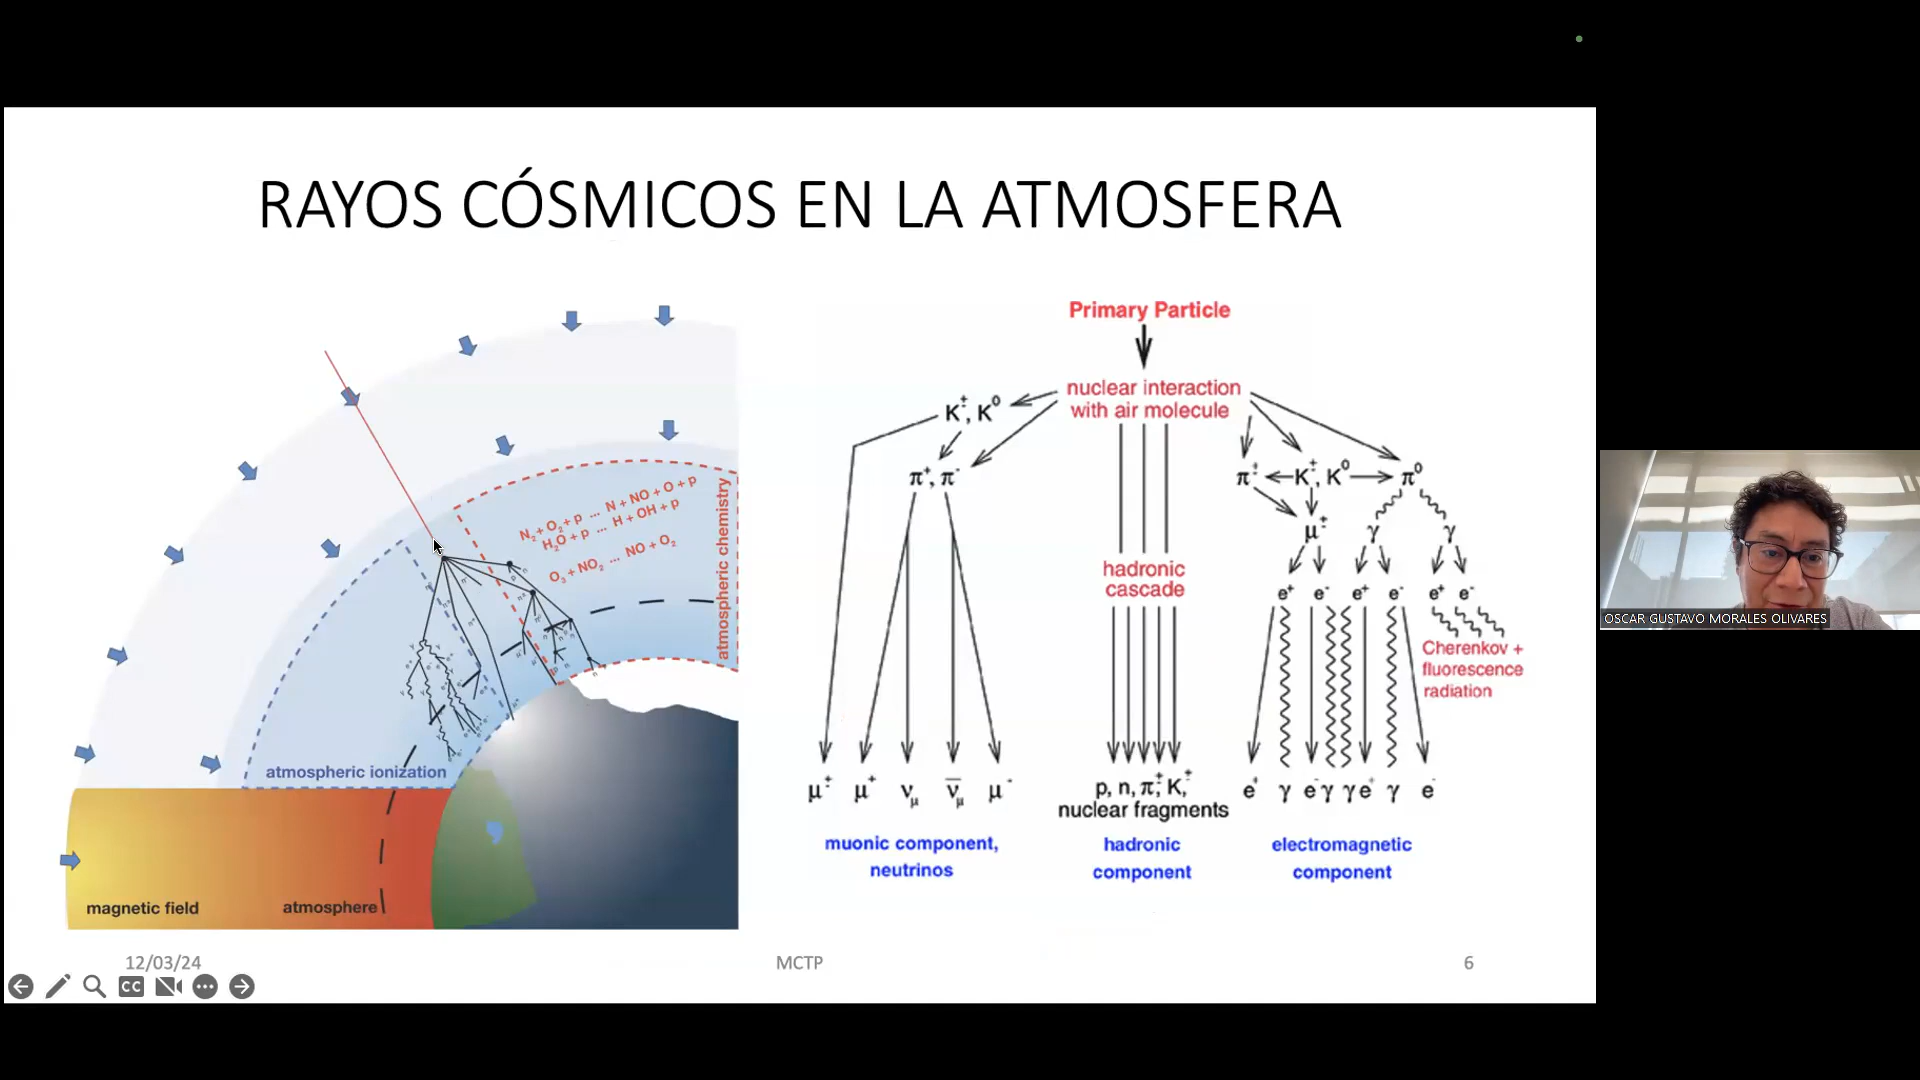 RAYOS CÓSMICOS EN LA ATMOSFERA
N₂ + O₂ + p ... N + NO + O + p
H₂O + p ... H + OH + p
O₃ + NO₂ ... NO + O₂
atmospheric chemistry
atmospheric ionization
magnetic field
atmosphere
Primary Particle
nuclear interaction
with air molecule
K±, K⁰
π⁺, π⁻
π± K±, K⁰ π⁰
μ± γ γ
hadronic
cascade
e⁺ e⁻ e⁺ e⁻ e⁺ e⁻
Cherenkov +
fluorescence
radiation
μ± μ⁺ νμ ν̄μ μ⁻
p, n, π±, K±,
nuclear fragments
e⁺ γ e⁻ γ γ e⁺ γ e⁻
muonic component,
neutrinos
hadronic
component
electromagnetic
component
12/03/24
MCTP
6
CC
OSCAR GUSTAVO MORALES OLIVARES